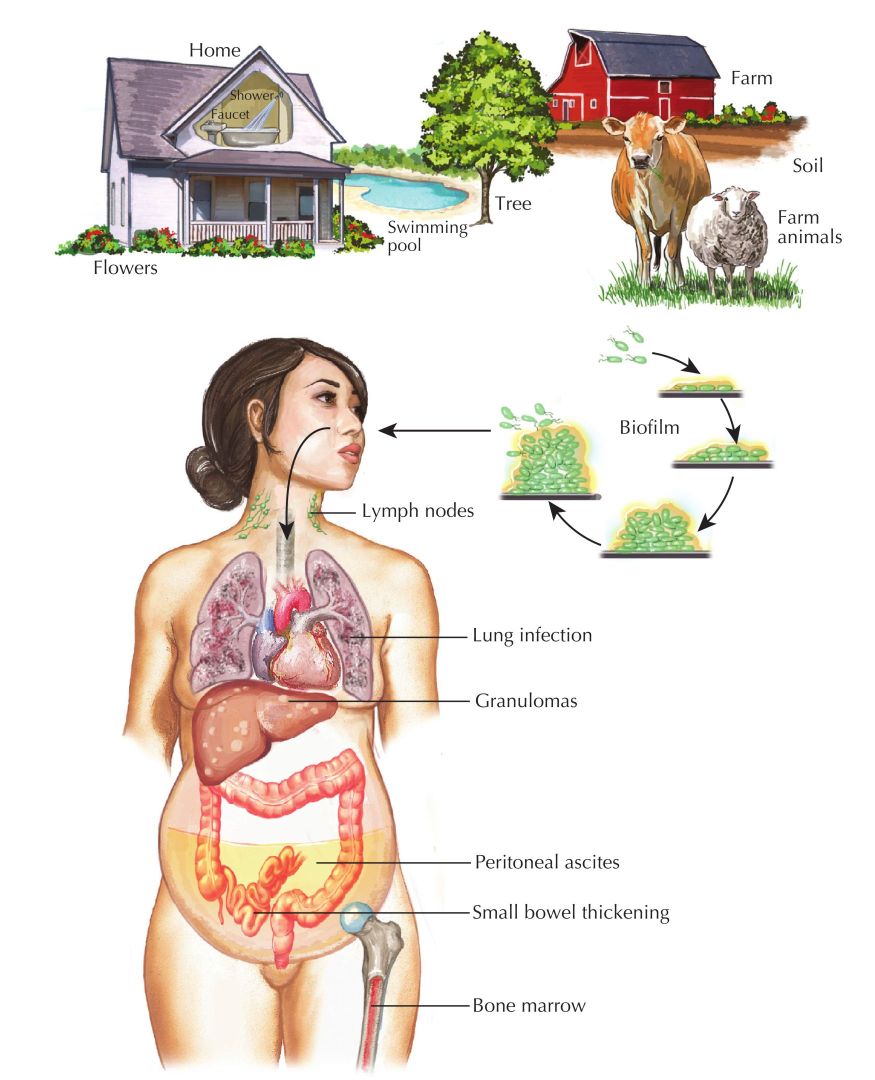 Home
Shower
Faucet
Farm
Soil
Tree
Swimming
pool
Farm
animals
Flowers
Biofilm
Lymph nodes
Lung infection
Granulomas
Peritoneal ascites
Small bowel thickening
Bone marrow